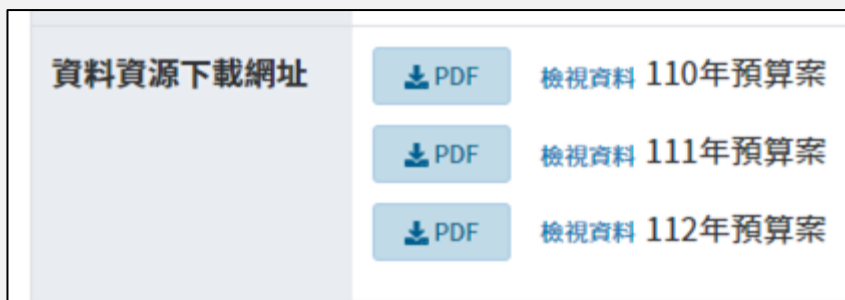 資料資源下載網址 PDF 檢視資料 110年預算案
PDF 檢視資料 111年預算案
PDF 檢視資料 112年預算案